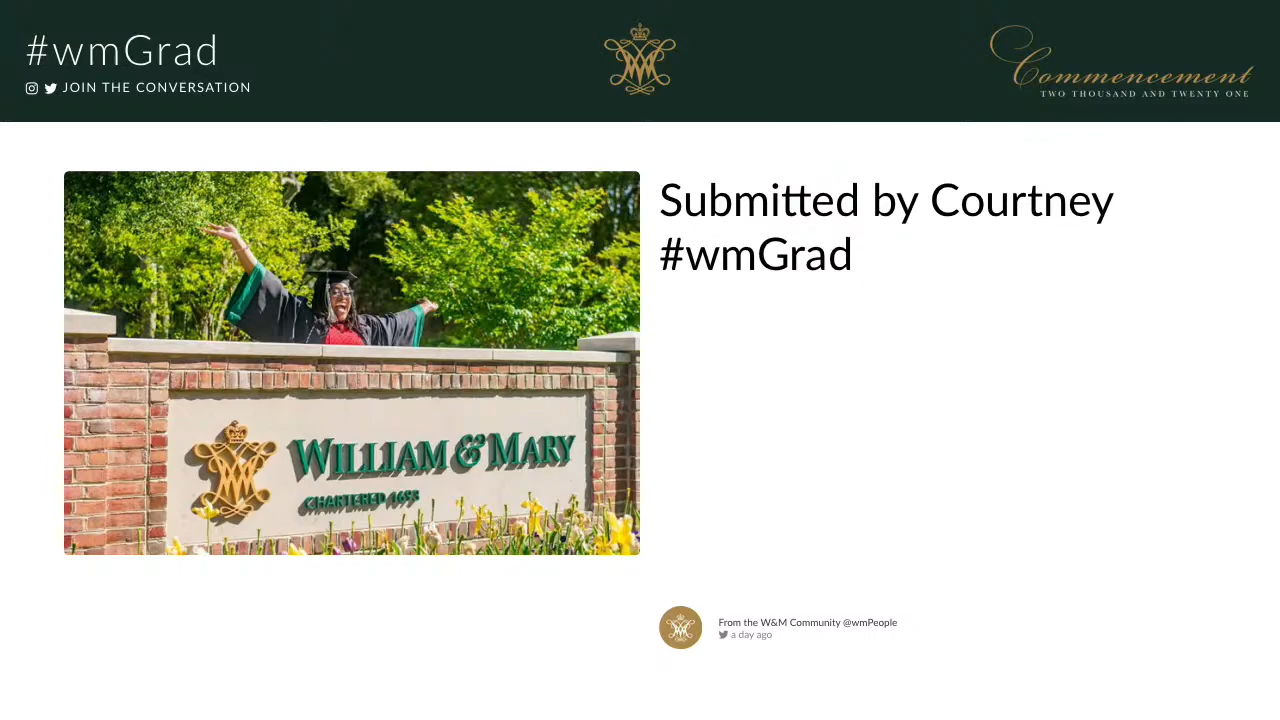 #wmGrad
JOIN THE CONVERSATION
Commencement
TWO THOUSAND AND TWENTY ONE
Submitted by Courtney
#wmGrad
WILLIAM & MARY
CHARTERED 1693
From the W&M Community @wmPeople
a day ago